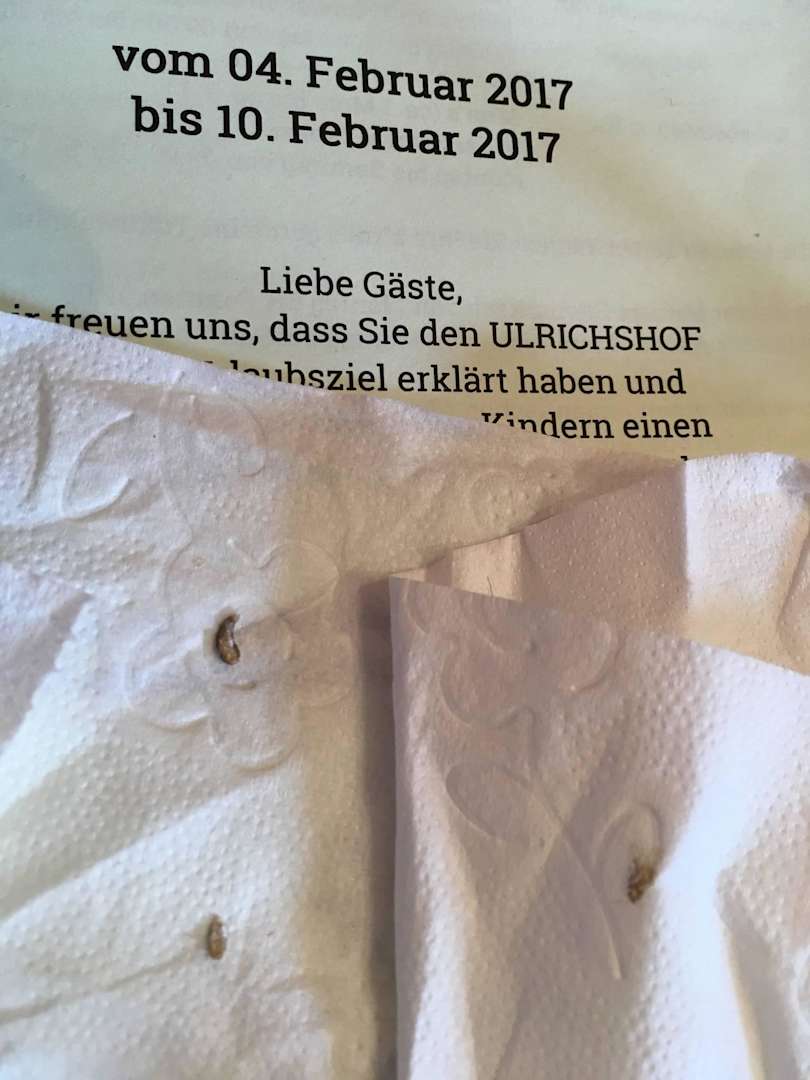 vom 04. Februar 2017
bis 10. Februar 2017
Liebe Gäste,
freuen uns, dass Sie den ULRICHSHOF
erklärt haben und
Kindern einen